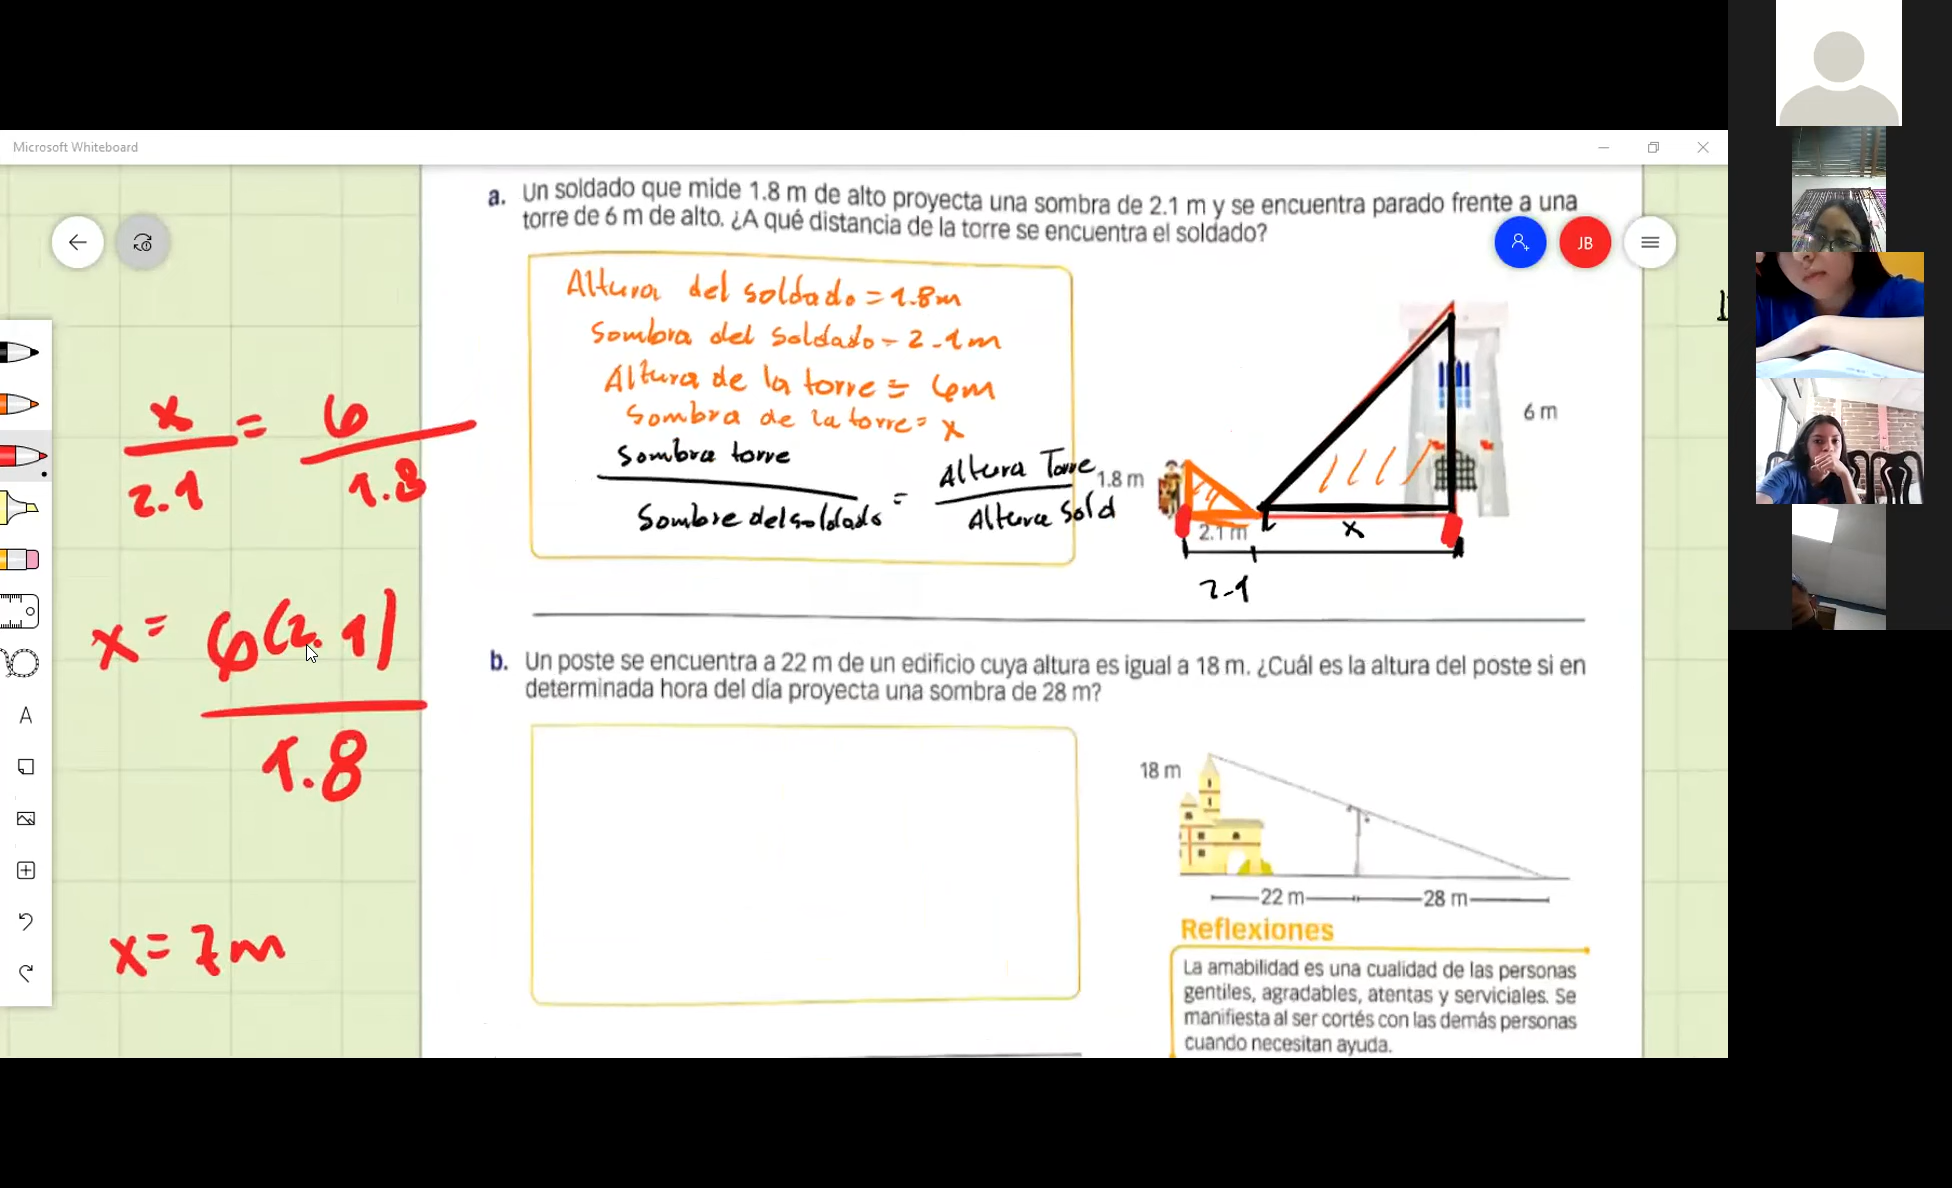 Microsoft Whiteboard
a. Un soldado que mide 1.8 m de alto proyecta una sombra de 2.1 m y se encuentra parado frente a una
torre de 6 m de alto. ¿A qué distancia de la torre se encuentra el soldado?
JB
Altura del soldado = 1.8m
Sombra del soldado - 2-1m
Altura de la torre = 6m
Sombra de la torre = x
Sombra torre
Sombre del soldado
=
Altura Torre
Altura Sold
1.8 m
2.1 m
x
6 m
2-1
x = 6
2.1 1.8
x = 6(2.1)
1.8
x = 7m
b. Un poste se encuentra a 22 m de un edificio cuya altura es igual a 18 m. ¿Cuál es la altura del poste si en
determinada hora del día proyecta una sombra de 28 m?
18 m
22 m
28 m
Reflexiones
La amabilidad es una cualidad de las personas
gentiles, agradables, atentas y serviciales. Se
manifiesta al ser cortés con las demás personas
cuando necesitan ayuda.
A